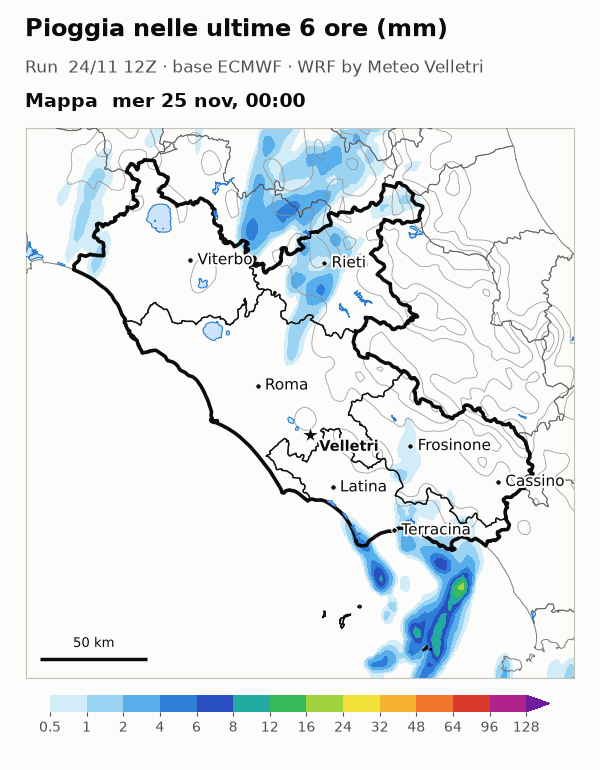 Pioggia nelle ultime 6 ore (mm)
Run  24/11 12Z · base ECMWF · WRF by Meteo Velletri
Mappa  mer 25 nov, 00:00
Viterbo
Rieti
Roma
Velletri
Frosinone
Latina
Cassino
Terracina
50 km
0.5 1 2 4 6 8 12 16 24 32 48 64 96 128